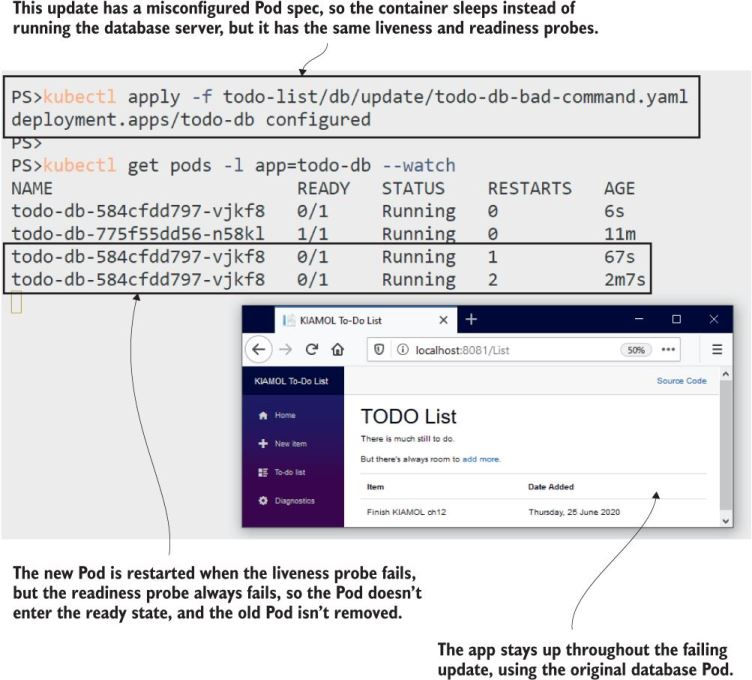 This update has a misconfigured Pod spec, so the container sleeps instead of
running the database server, but it has the same liveness and readiness probes.
PS>kubectl apply -f todo-list/db/update/todo-db-bad-command.yaml
deployment.apps/todo-db configured
PS>
PS>kubectl get pods -l app=todo-db --watch
NAME READY STATUS RESTARTS AGE
todo-db-584cfdd797-vjkf8 0/1 Running 0 6s
todo-db-775f55dd56-n58kl 1/1 Running 0 11m
todo-db-584cfdd797-vjkf8 0/1 Running 1 67s
todo-db-584cfdd797-vjkf8 0/1 Running 2 2m7s
KIAMOL To-Do List
localhost:8081/List 50%
KIAMOL To-Do List Source Code
Home
New item
To-do list
Diagnostics
TODO List
There is much still to do.
But there's always room to add more.
Item Date Added
Finish KIAMOL ch12 Thursday, 25 June 2020
The new Pod is restarted when the liveness probe fails,
but the readiness probe always fails, so the Pod doesn't
enter the ready state, and the old Pod isn't removed.
The app stays up throughout the failing
update, using the original database Pod.